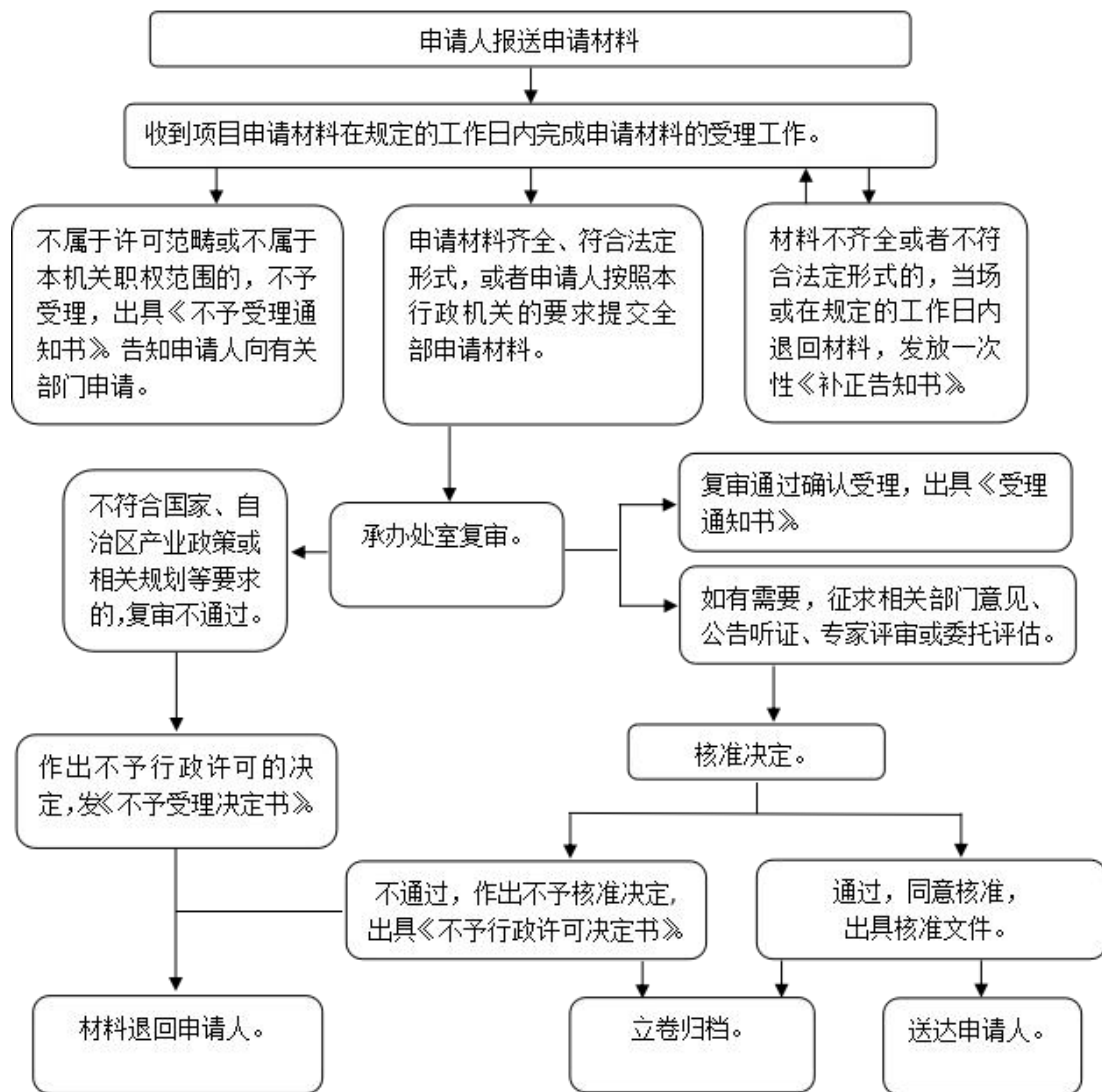 申请人报送申请材料
收到项目申请材料在规定的工作日内完成申请材料的受理工作。
不属于许可范畴或不属于
本机关职权范围的，不予
受理，出具《不予受理通
知书》。告知申请人向有关
部门申请。
申请材料齐全、符合法定
形式，或者申请人按照本
行政机关的要求提交全
部申请材料。
材料不齐全或者不符
合法定形式的，当场
或在规定的工作日内
退回材料，发放一次
性《补正告知书》。
不符合国家、自
治区产业政策或
相关规划等要求
的，复审不通过。
承办处室复审。
复审通过确认受理，出具《受理
通知书》。
如有需要，征求相关部门意见、
公告听证、专家评审或委托评估。
作出不予行政许可的决
定，发《不予受理决定书》。
核准决定。
不通过，作出不予核准决定，
出具《不予行政许可决定书》。
通过，同意核准，
出具核准文件。
材料退回申请人。
立卷归档。
送达申请人。